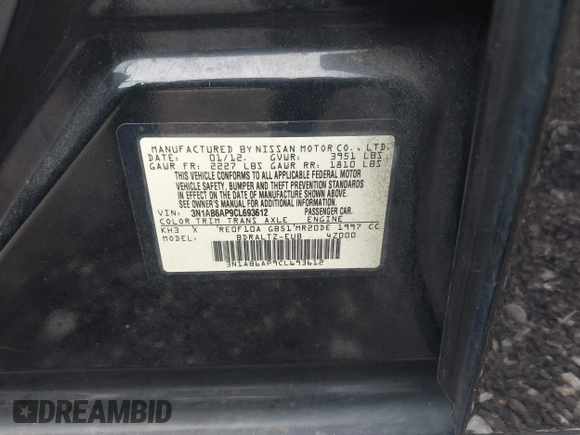 MANUFACTURED BY NISSAN MOTOR CO., LTD.
DATE: 01/12. GVWR: 3951 LBS
GAWR FR: 2227 LBS GAWR RR: 1810 LBS
THIS VEHICLE CONFORMS TO ALL APPLICABLE FEDERAL MOTOR
VEHICLE SAFETY, BUMPER AND THEFT PREVENTION STANDARDS
IN EFFECT ON THE DATE OF MANUFACTURE SHOWN ABOVE.
SEE OWNER'S MANUAL FOR ADDITIONAL INFORMATION
VIN: 3N1AB6AP9CL693612 PASSENGER CAR.
COLOR TRIM TRANS AXLE ENGINE
KH3 X RE0F10A GB51 MR20DE 1997 CC
MODEL: BDRALTZ-EUB 4Z000
3N1AB6AP9CL693612
DREAMBID